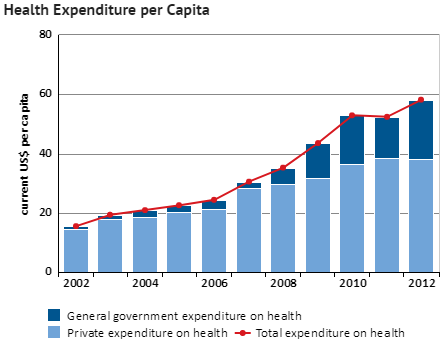 Health Expenditure per Capita
80
60
40
20
0
current US$ per capita
2002 2004 2006 2008 2010 2012
General government expenditure on health
Private expenditure on health Total expenditure on health